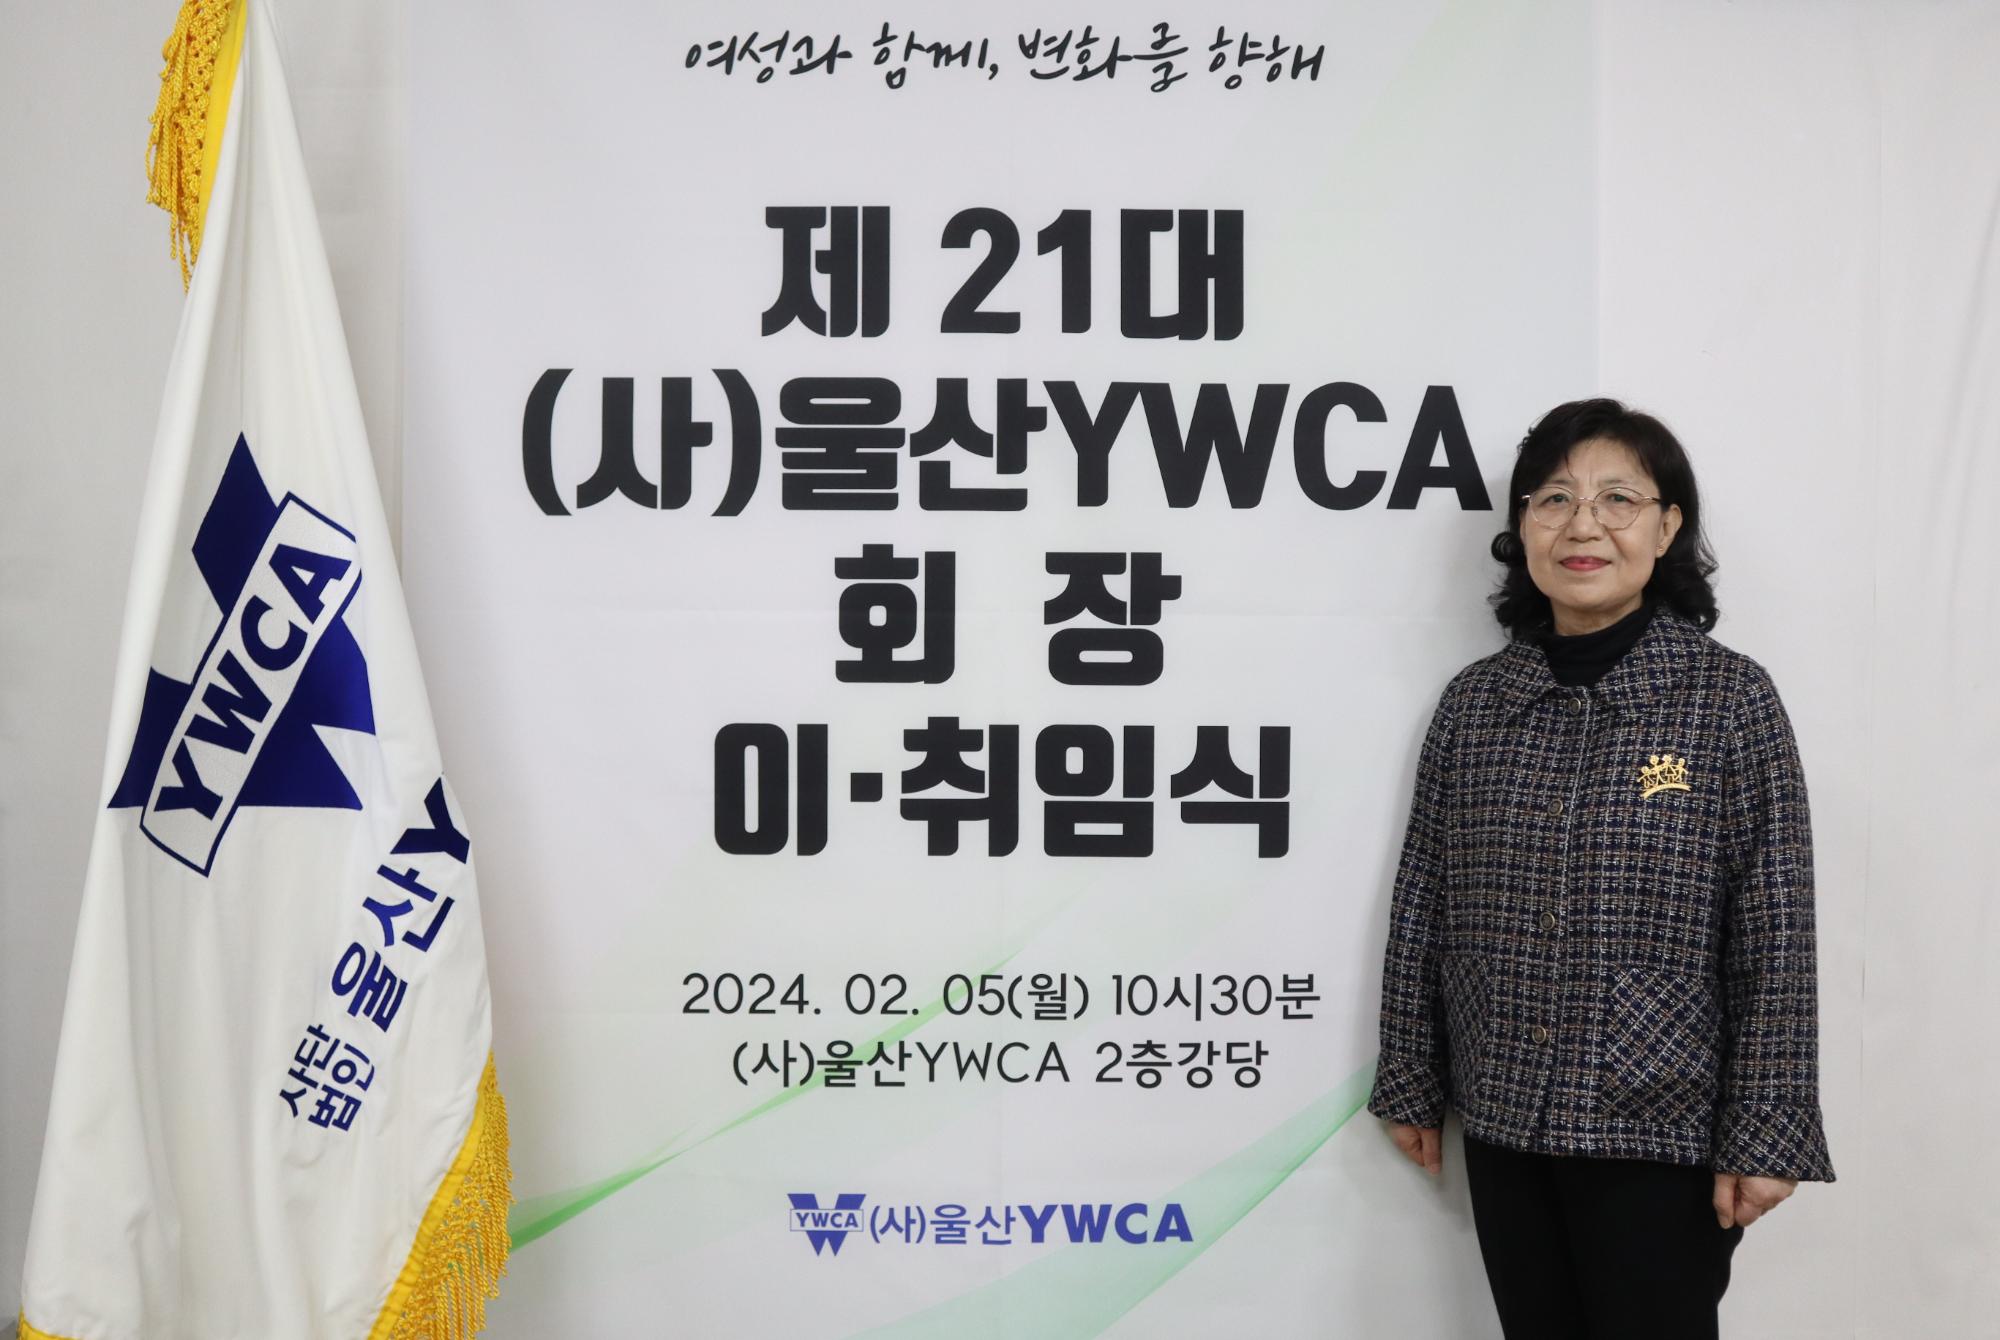 여성과 함께, 변화를 향해
제 21대
(사)울산YWCA
회 장
이·취임식
2024. 02. 05(월) 10시30분
(사)울산YWCA 2층강당
YWCA (사)울산YWCA
YWCA
사단법인 울산Y